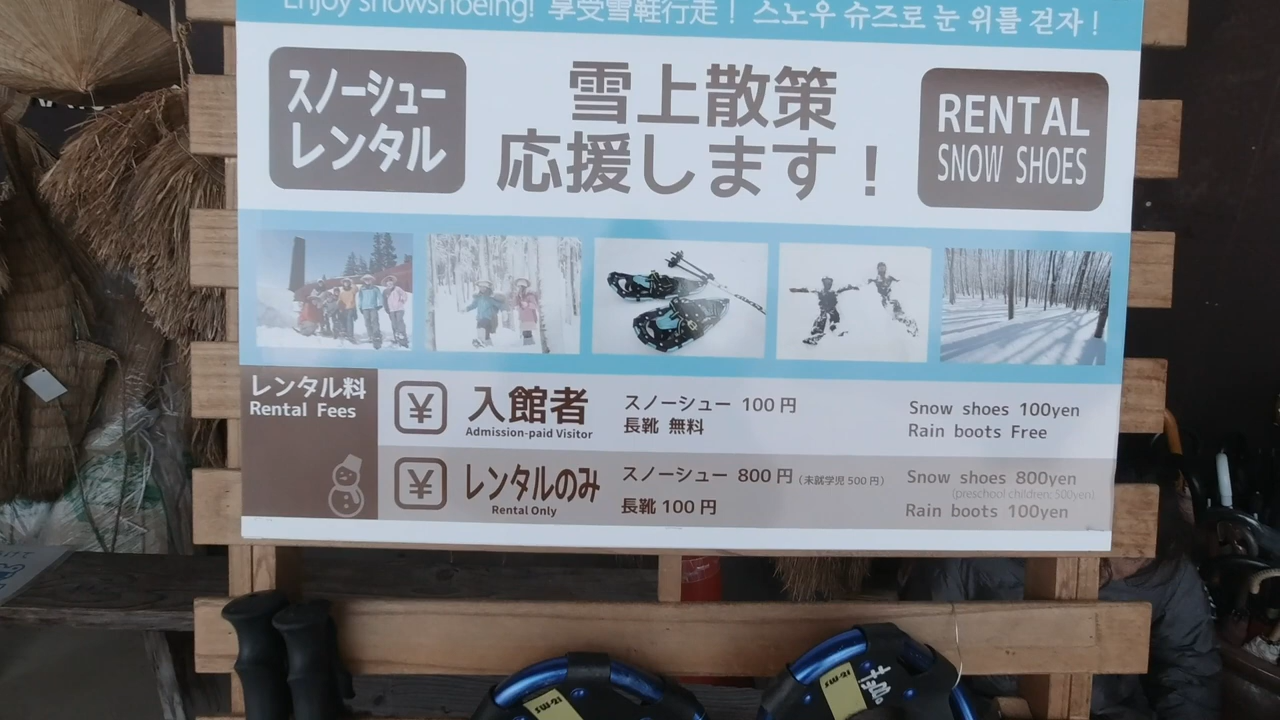 Enjoy snowshoeing! 享受雪鞋行走！ 스노우 슈즈로 눈 위를 걷자!
スノーシュー
レンタル
雪上散策
応援します！
RENTAL
SNOW SHOES
レンタル料
Rental Fees
¥ 入館者
Admission-paid Visitor
スノーシュー 100円
長靴 無料
Snow shoes 100yen
Rain boots Free
¥ レンタルのみ
Rental Only
スノーシュー 800円（未就学児 500円）
長靴 100円
Snow shoes 800yen
(preschool children: 500yen)
Rain boots 100yen
SW-21
SW-21